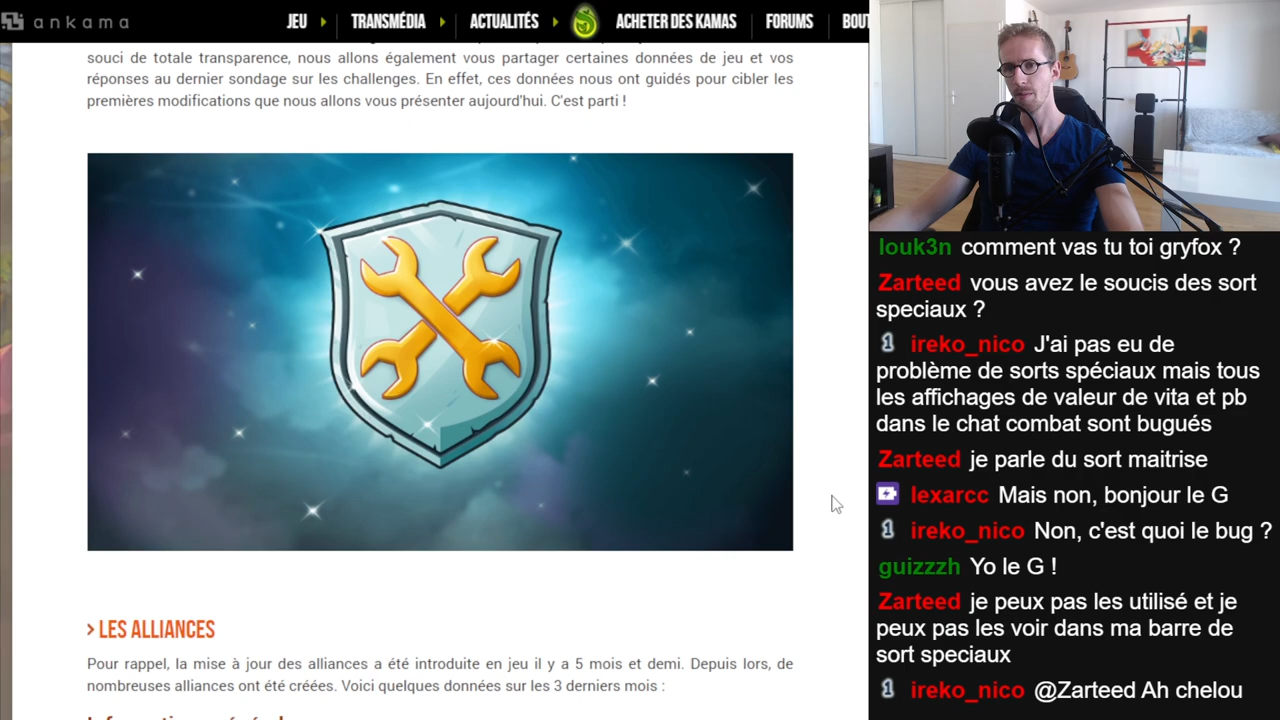 ankama JEU TRANSMÉDIA ACTUALITÉS ACHETER DES KAMAS FORUMS BOUT
souci de totale transparence, nous allons également vous partager certaines données de jeu et vos
réponses au dernier sondage sur les challenges. En effet, ces données nous ont guidés pour cibler les
premières modifications que nous allons vous présenter aujourd'hui. C'est parti !
> LES ALLIANCES
Pour rappel, la mise à jour des alliances a été introduite en jeu il y a 5 mois et demi. Depuis lors, de
nombreuses alliances ont été créées. Voici quelques données sur les 3 derniers mois :
louk3n comment vas tu toi gryfox ?
Zarteed vous avez le soucis des sort
speciaux ?
1 ireko_nico J'ai pas eu de
problème de sorts spéciaux mais tous
les affichages de valeur de vita et pb
dans le chat combat sont bugués
Zarteed je parle du sort maitrise
lexarcc Mais non, bonjour le G
1 ireko_nico Non, c'est quoi le bug ?
guizzzh Yo le G !
Zarteed je peux pas les utilisé et je
peux pas les voir dans ma barre de
sort speciaux
1 ireko_nico @Zarteed Ah chelou